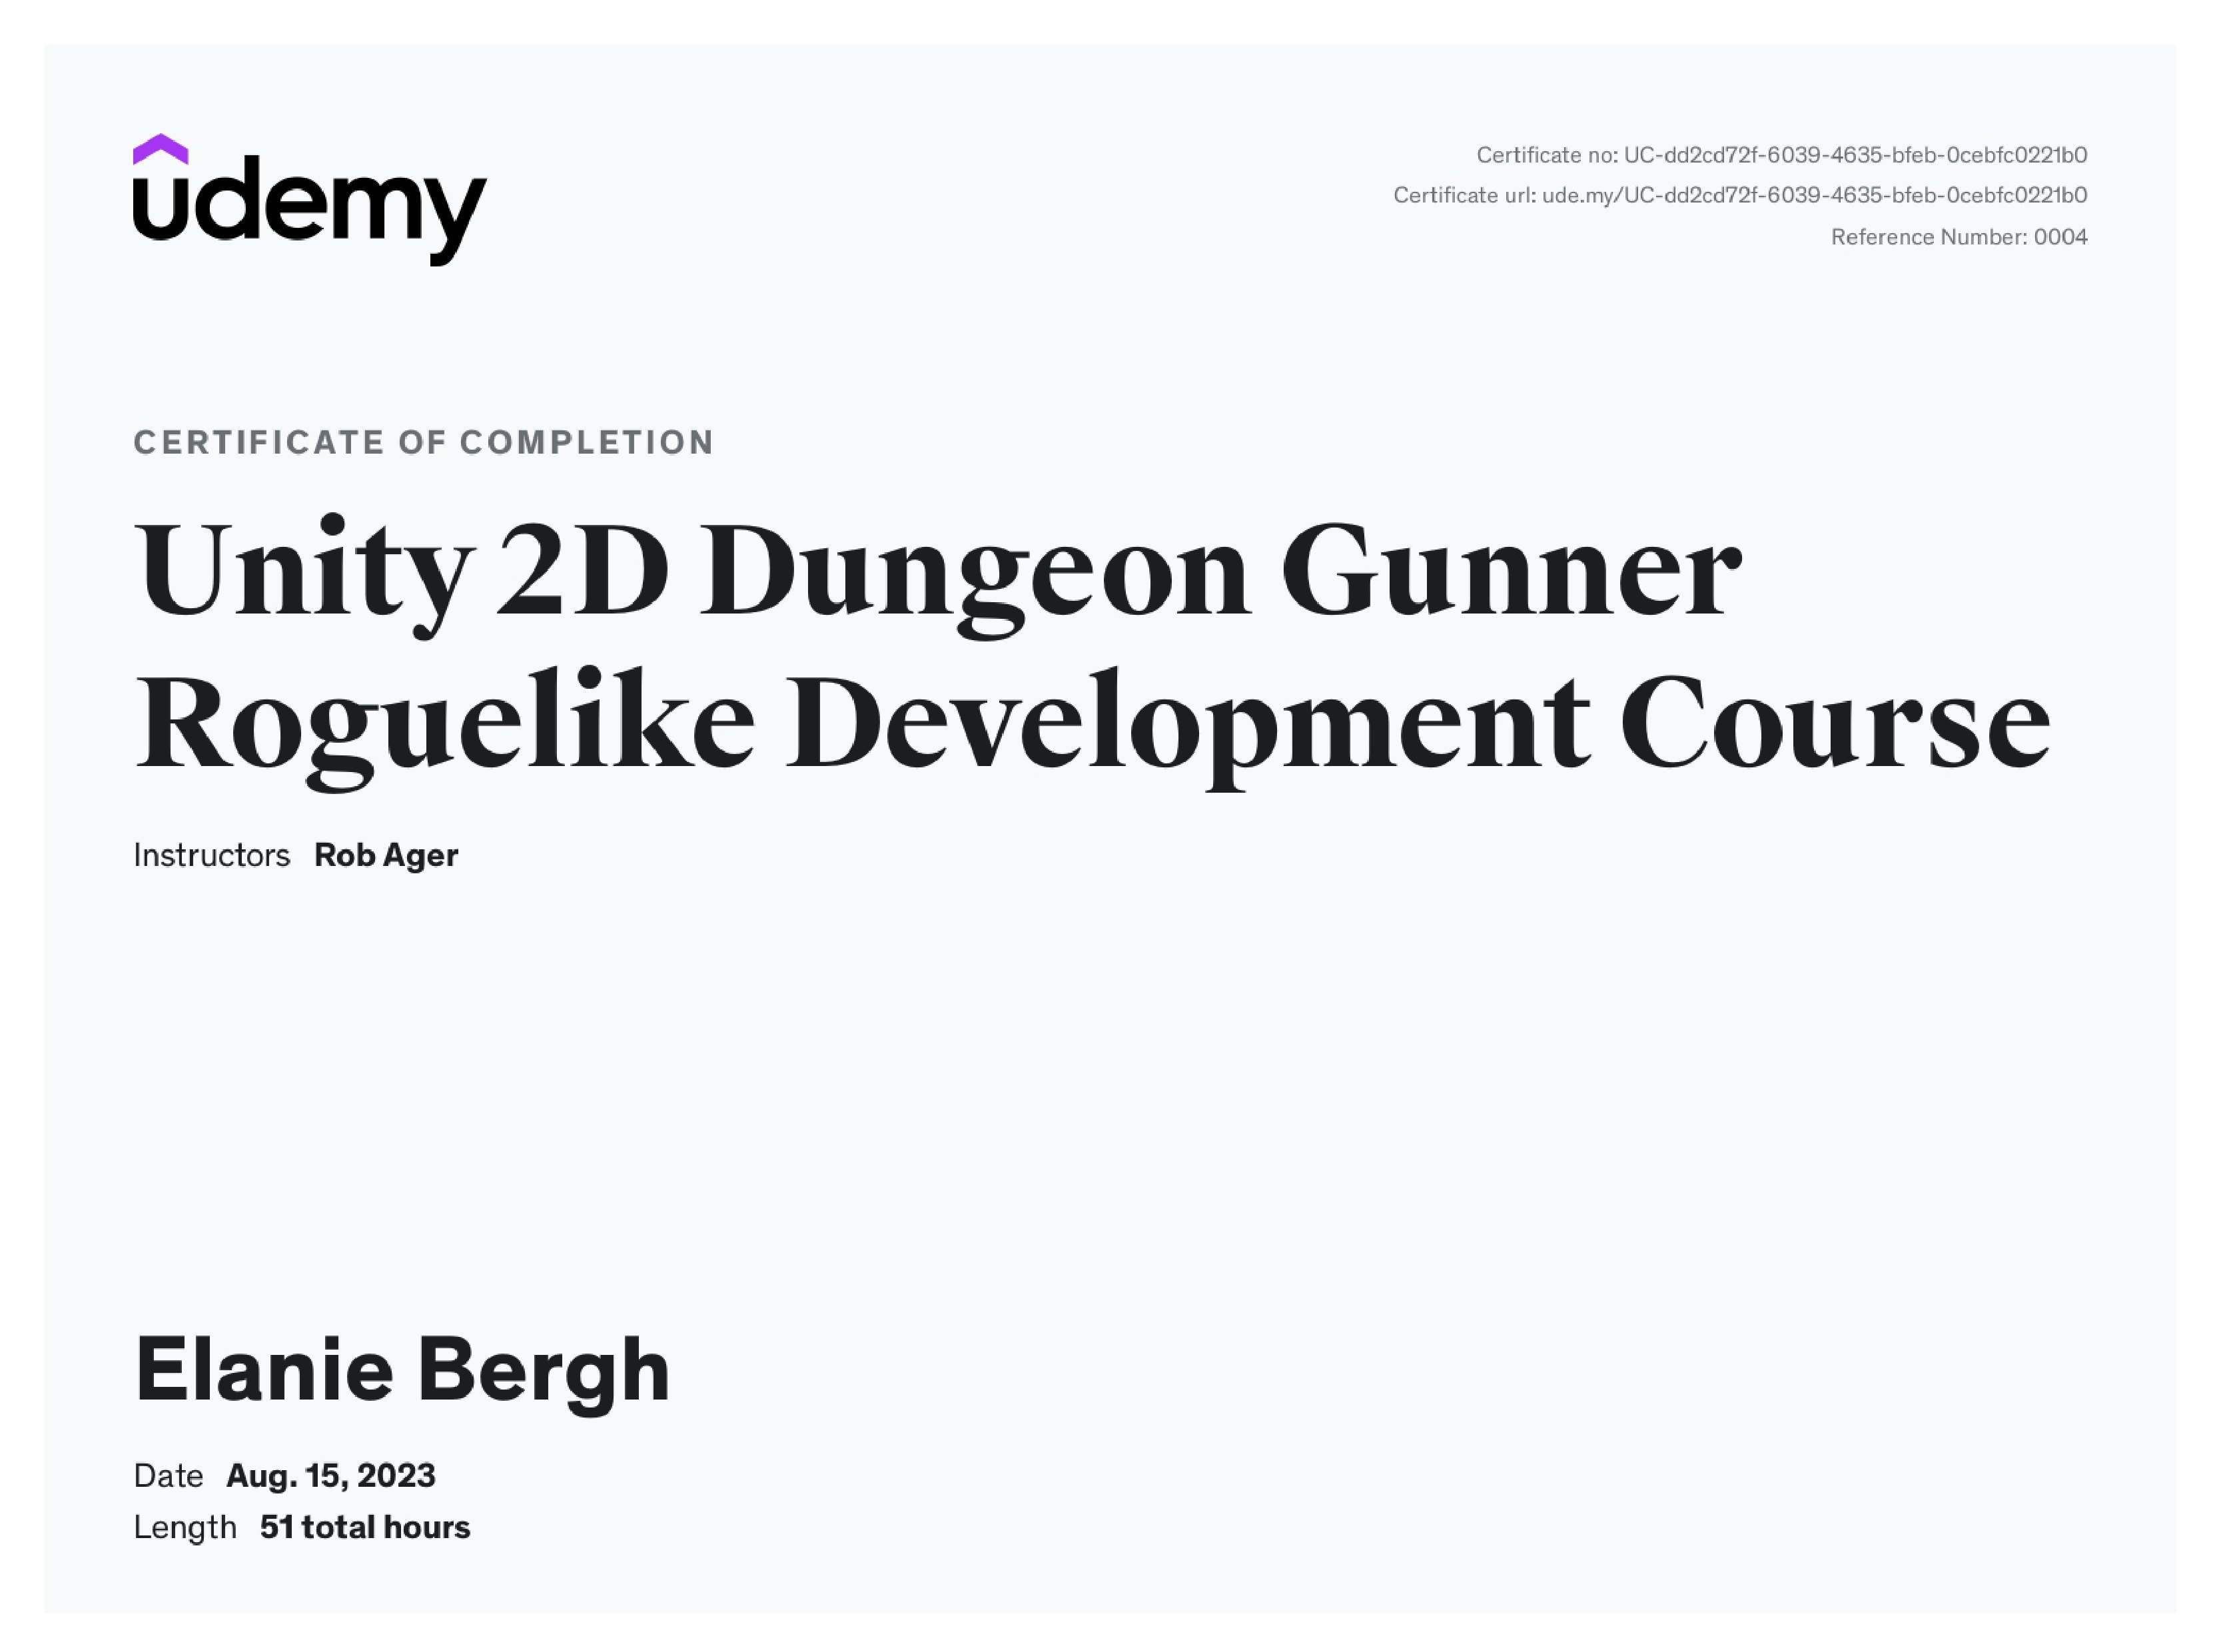 udemy
Certificate no: UC-dd2cd72f-6039-4635-bfeb-0cebfc0221b0
Certificate url: ude.my/UC-dd2cd72f-6039-4635-bfeb-0cebfc0221b0
Reference Number: 0004
CERTIFICATE OF COMPLETION
Unity 2D Dungeon Gunner
Roguelike Development Course
Instructors Rob Ager
Elanie Bergh
Date Aug. 15, 2023
Length 51 total hours